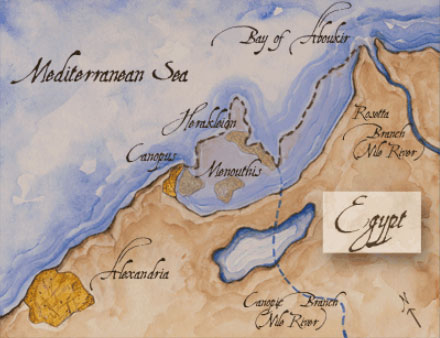 Bay of Aboukir
Mediterranean Sea
Herakleion
Rosetta
Branch
(Nile River)
Canopus
Menouthis
Egypt
Alexandria
Canopic Branch
(Nile River)
N